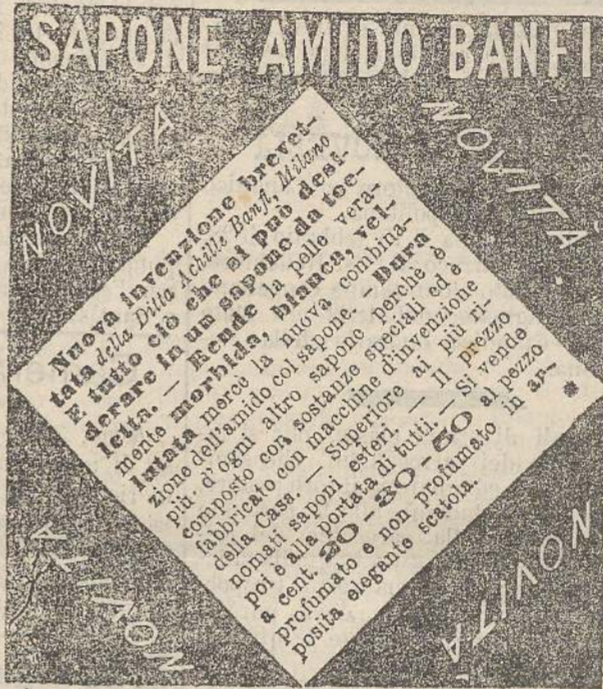 SAPONE AMIDO BANFI
NOVITÀ
NOVITÀ
Nuova invenzione brevet-
tata della Ditta Achille Banfi, Milano
È tutto ciò che si può desi-
derare in un sapone da toe-
letta. — Rende la pelle vera-
mente morbida, bianca, vel-
lutata mercè la nuova combina-
zione dell'amido col sapone. — Dura
più d'ogni altro sapone perchè è
composto con sostanze speciali ed è
fabbricato con macchine d'invenzione
della Casa. — Superiore ai più ri-
nomati saponi esteri. — Il prezzo
poi è alla portata di tutti. — Si vende
a cent. 20-30-50 al pezzo
profumato e non profumato in ap-
posita elegante scatola.
*
NOVITÀ
NOVITÀ